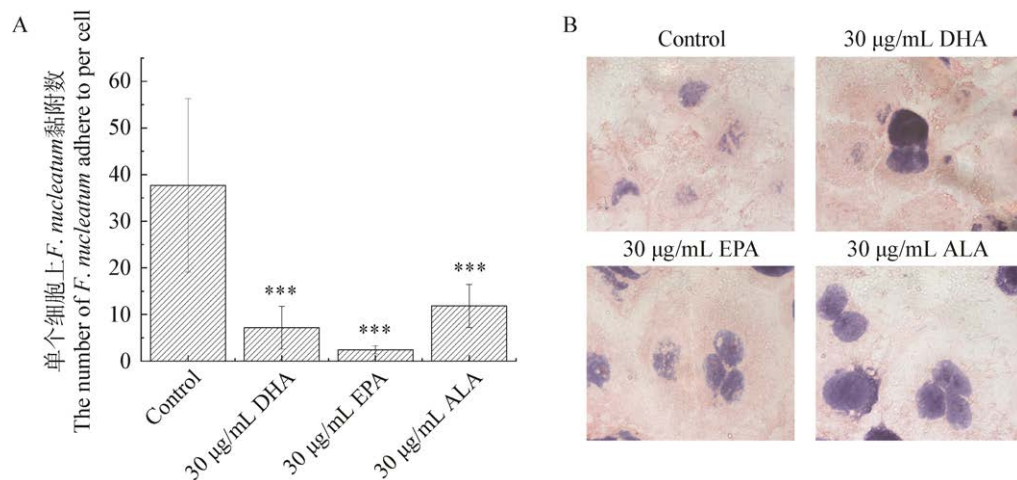 A
单个细胞上F. nucleatum黏附数
The number of F. nucleatum adhere to per cell
60
50
40
30
20
10
0
***
***
***
Control
30 μg/mL DHA
30 μg/mL EPA
30 μg/mL ALA
B
Control
30 μg/mL DHA
30 μg/mL EPA
30 μg/mL ALA